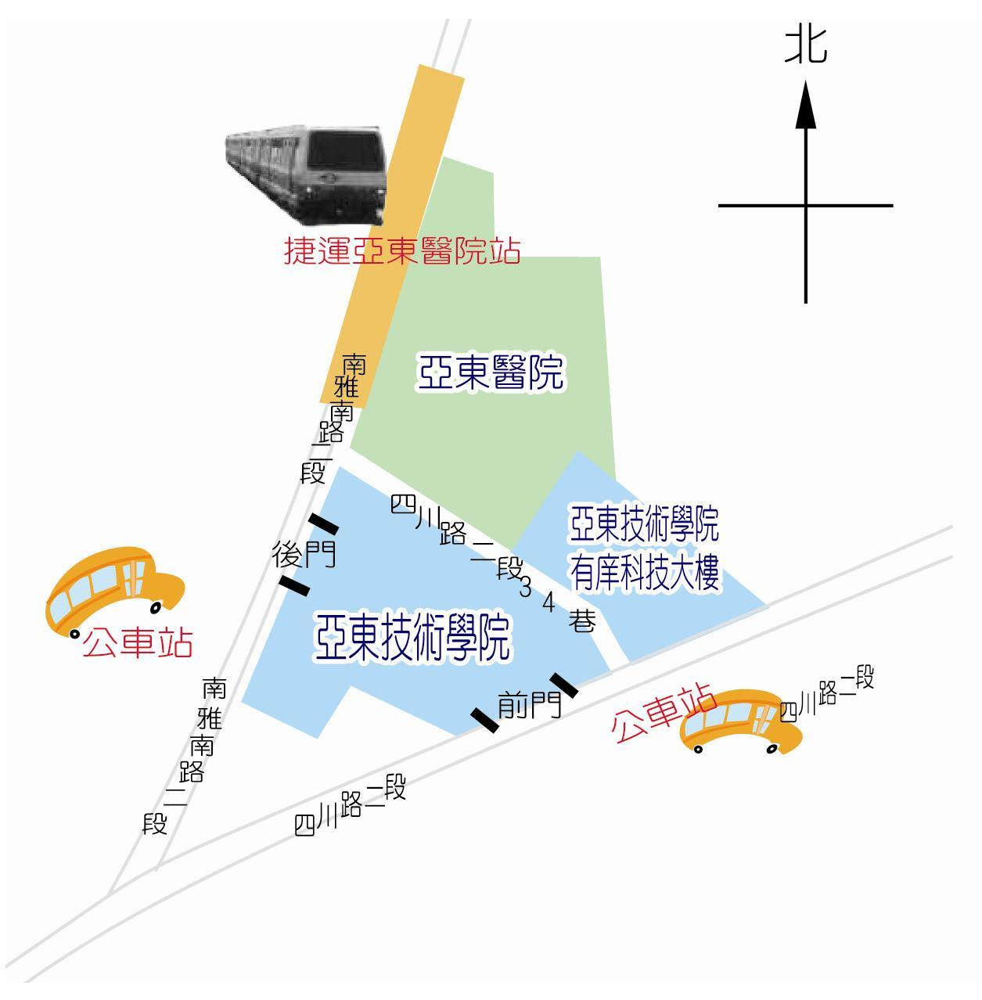 北
捷運亞東醫院站
亞東醫院
南雅南路二段
四川路二段34巷
亞東技術學院
有庠科技大樓
後門
公車站
亞東技術學院
前門
公車站
四川路二段
南雅南路二段
四川路二段